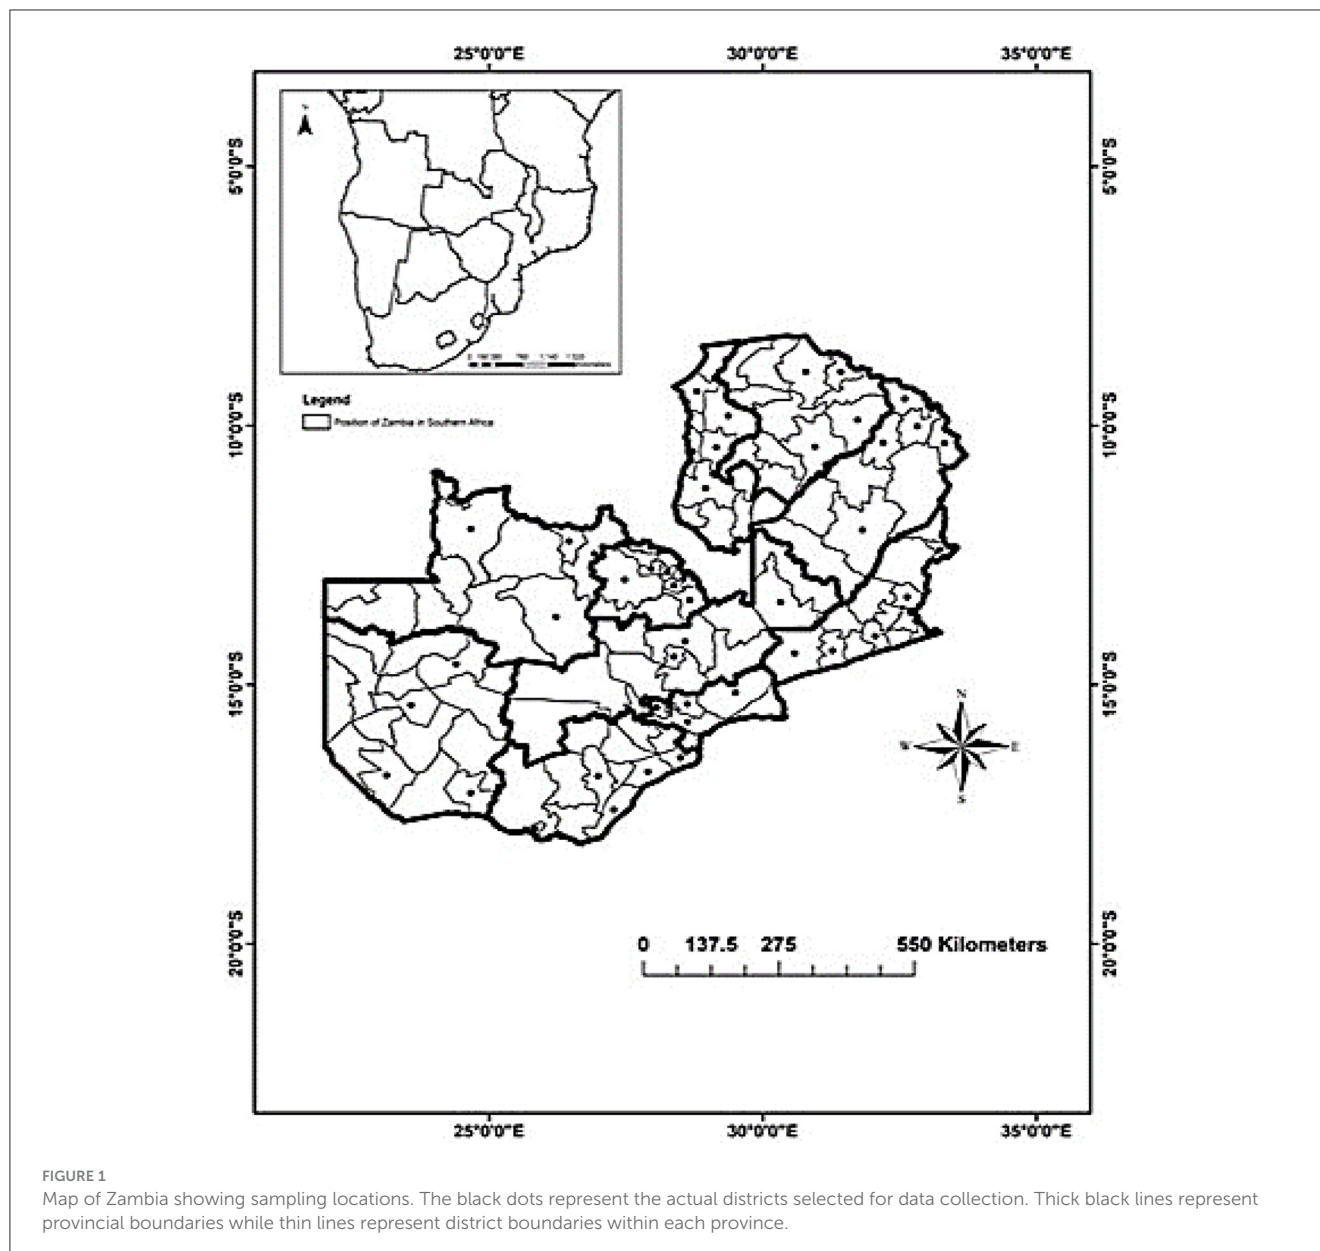 25°0'0"E 30°0'0"E 35°0'0"E
N
5°0'0"S 5°0'0"S
Legend
Position of Zambia in Southern Africa
10°0'0"S 10°0'0"S
15°0'0"S 15°0'0"S
N
W E
S
0 137.5 275 550 Kilometers
20°0'0"S 20°0'0"S
25°0'0"E 30°0'0"E 35°0'0"E
FIGURE 1
Map of Zambia showing sampling locations. The black dots represent the actual districts selected for data collection. Thick black lines represent
provincial boundaries while thin lines represent district boundaries within each province.